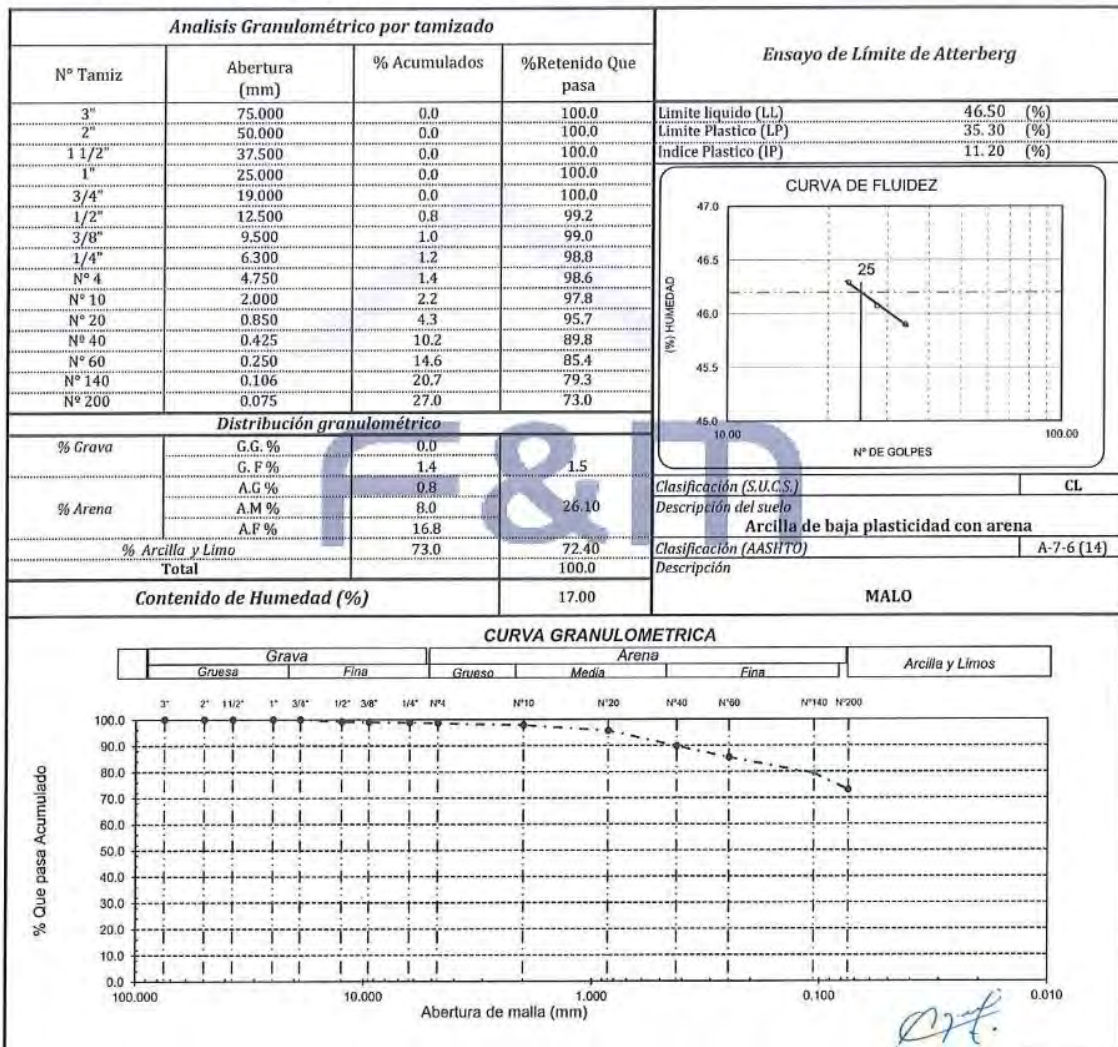 Analisis Granulométrico por tamizado
N° Tamiz Abertura (mm) % Acumulados %Retenido Que pasa
3" 75.000 0.0 100.0
2" 50.000 0.0 100.0
1 1/2" 37.500 0.0 100.0
1" 25.000 0.0 100.0
3/4" 19.000 0.0 100.0
1/2" 12.500 0.8 99.2
3/8" 9.500 1.0 99.0
1/4" 6.300 1.2 98.8
N° 4 4.750 1.4 98.6
N° 10 2.000 2.2 97.8
N° 20 0.850 4.3 95.7
Nº 40 0.425 10.2 89.8
N° 60 0.250 14.6 85.4
N° 140 0.106 20.7 79.3
Nº 200 0.075 27.0 73.0
Distribución granulométrico
% Grava G.G. % 0.0
G. F % 1.4 1.5
A.G % 0.8
% Arena A.M % 8.0 26.10
A.F % 16.8
% Arcilla y Limo 73.0 72.40
Total 100.0
Contenido de Humedad (%) 17.00
F&M
Ensayo de Límite de Atterberg
Limite liquido (LL) 46.50 (%)
Limite Plastico (LP) 35.30 (%)
Indice Plastico (IP) 11.20 (%)
CURVA DE FLUIDEZ
47.0
46.5
25
46.0
45.5
45.0
(%) HUMEDAD
10.00 100.00
N° DE GOLPES
Clasificación (S.U.C.S.) CL
Descripción del suelo
Arcilla de baja plasticidad con arena
Clasificación (AASHTO) A-7-6 (14)
Descripción
MALO
CURVA GRANULOMETRICA
Grava Arena Arcilla y Limos
Gruesa Fina Grueso Media Fina
3" 2" 11/2" 1" 3/4" 1/2" 3/8" 1/4" N°4 N°10 N°20 N°40 N°60 N°140 N°200
100.0
90.0
80.0
70.0
60.0
50.0
40.0
30.0
20.0
10.0
0.0
% Que pasa Acumulado
100.000 10.000 1.000 0.100 0.010
Abertura de malla (mm)